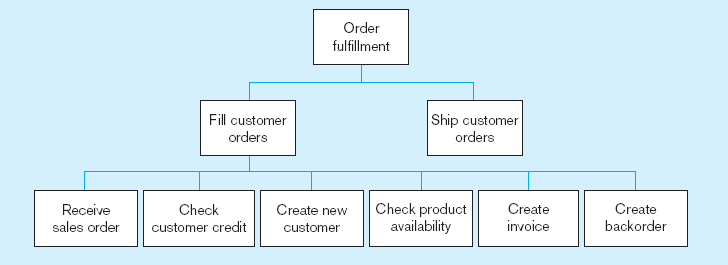 Order
fulfillment
Fill customer
orders
Ship customer
orders
Receive
sales order
Check
customer credit
Create new
customer
Check product
availability
Create
invoice
Create
backorder